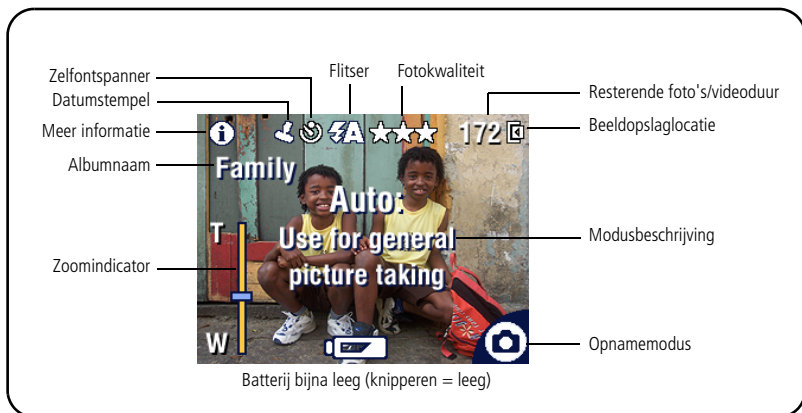 Flitser Fotokwaliteit
Zelfontspanner
Datumstempel
Resterende foto's/videoduur
Meer informatie
Beeldopslaglocatie
Albumnaam
172
Family
Auto:
Use for general
picture taking
Modusbeschrijving
T
Zoomindicator
W
Opnamemodus
Batterij bijna leeg (knipperen = leeg)